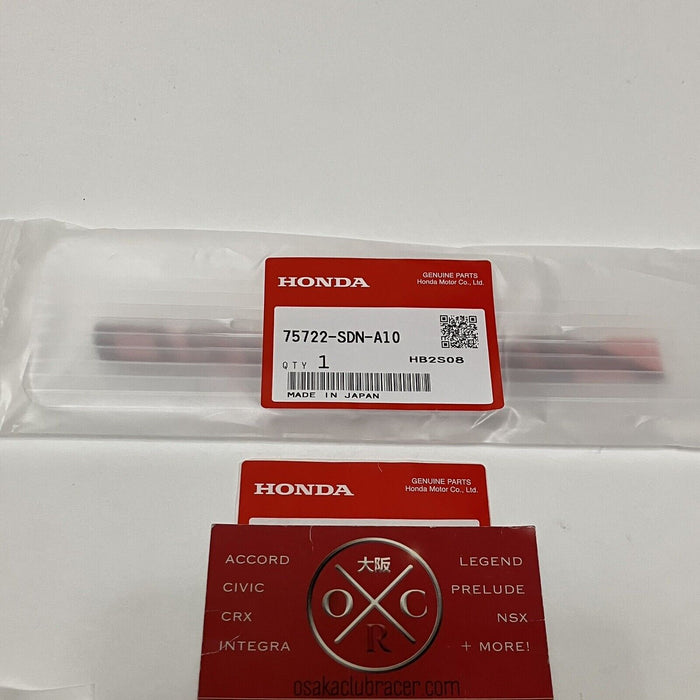 HONDA
GENUINE PARTS
Honda Motor Co., Ltd.
75722-SDN-A10
QTY 1
HB2S08
MADE IN JAPAN
HONDA
GENUINE PARTS
Honda Motor Co., Ltd.
ACCORD
CIVIC
CRX
INTEGRA
大阪
O C
R
LEGEND
PRELUDE
NSX
+ MORE!
osakaclubracer.com